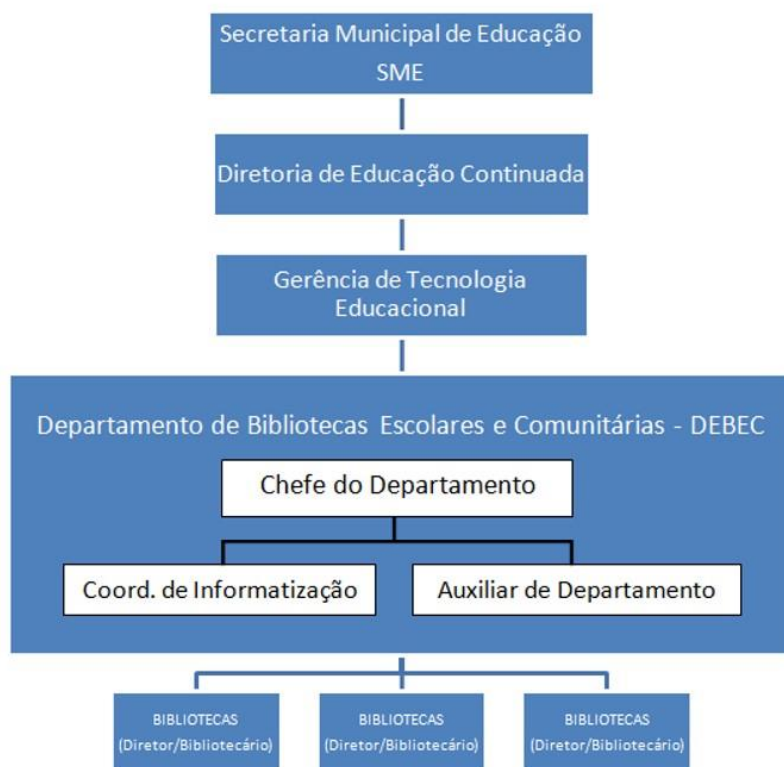 Secretaria Municipal de Educação
SME
Diretoria de Educação Continuada
Gerência de Tecnologia
Educacional
Departamento de Bibliotecas Escolares e Comunitárias - DEBEC
Chefe do Departamento
Coord. de Informatização
Auxiliar de Departamento
BIBLIOTECAS
(Diretor/Bibliotecário)
BIBLIOTECAS
(Diretor/Bibliotecário)
BIBLIOTECAS
(Diretor/Bibliotecário)